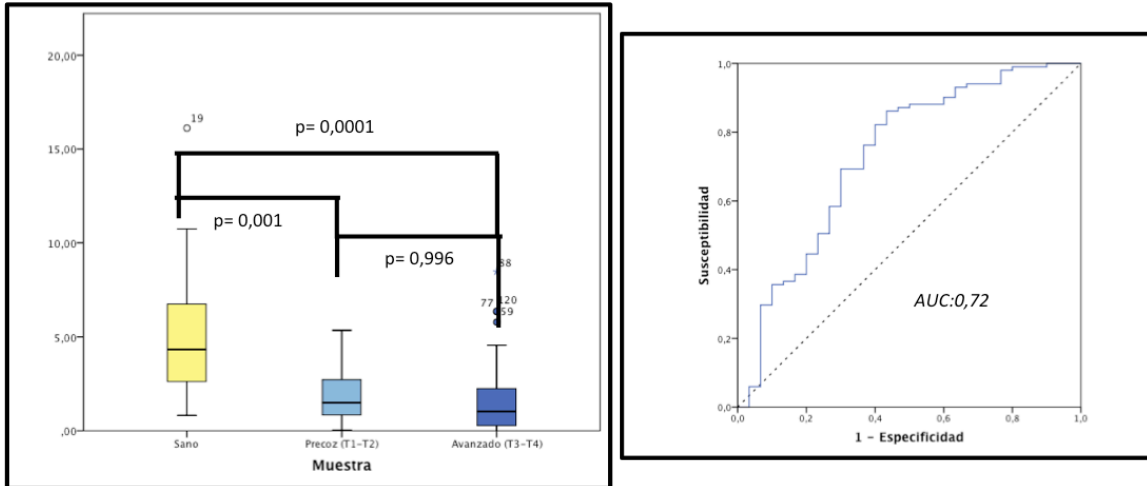 20,00
19
p= 0,0001
15,00
p= 0,001
10,00
p= 0,996
88
77 120
59
5,00
,00
Sano
Precoz (T1-T2)
Avanzado (T3-T4)
Muestra
1,0
0,8
0,6
Susceptibilidad
0,4
AUC:0,72
0,2
0,0
0,0
0,2
0,4
0,6
0,8
1,0
1 - Especificidad